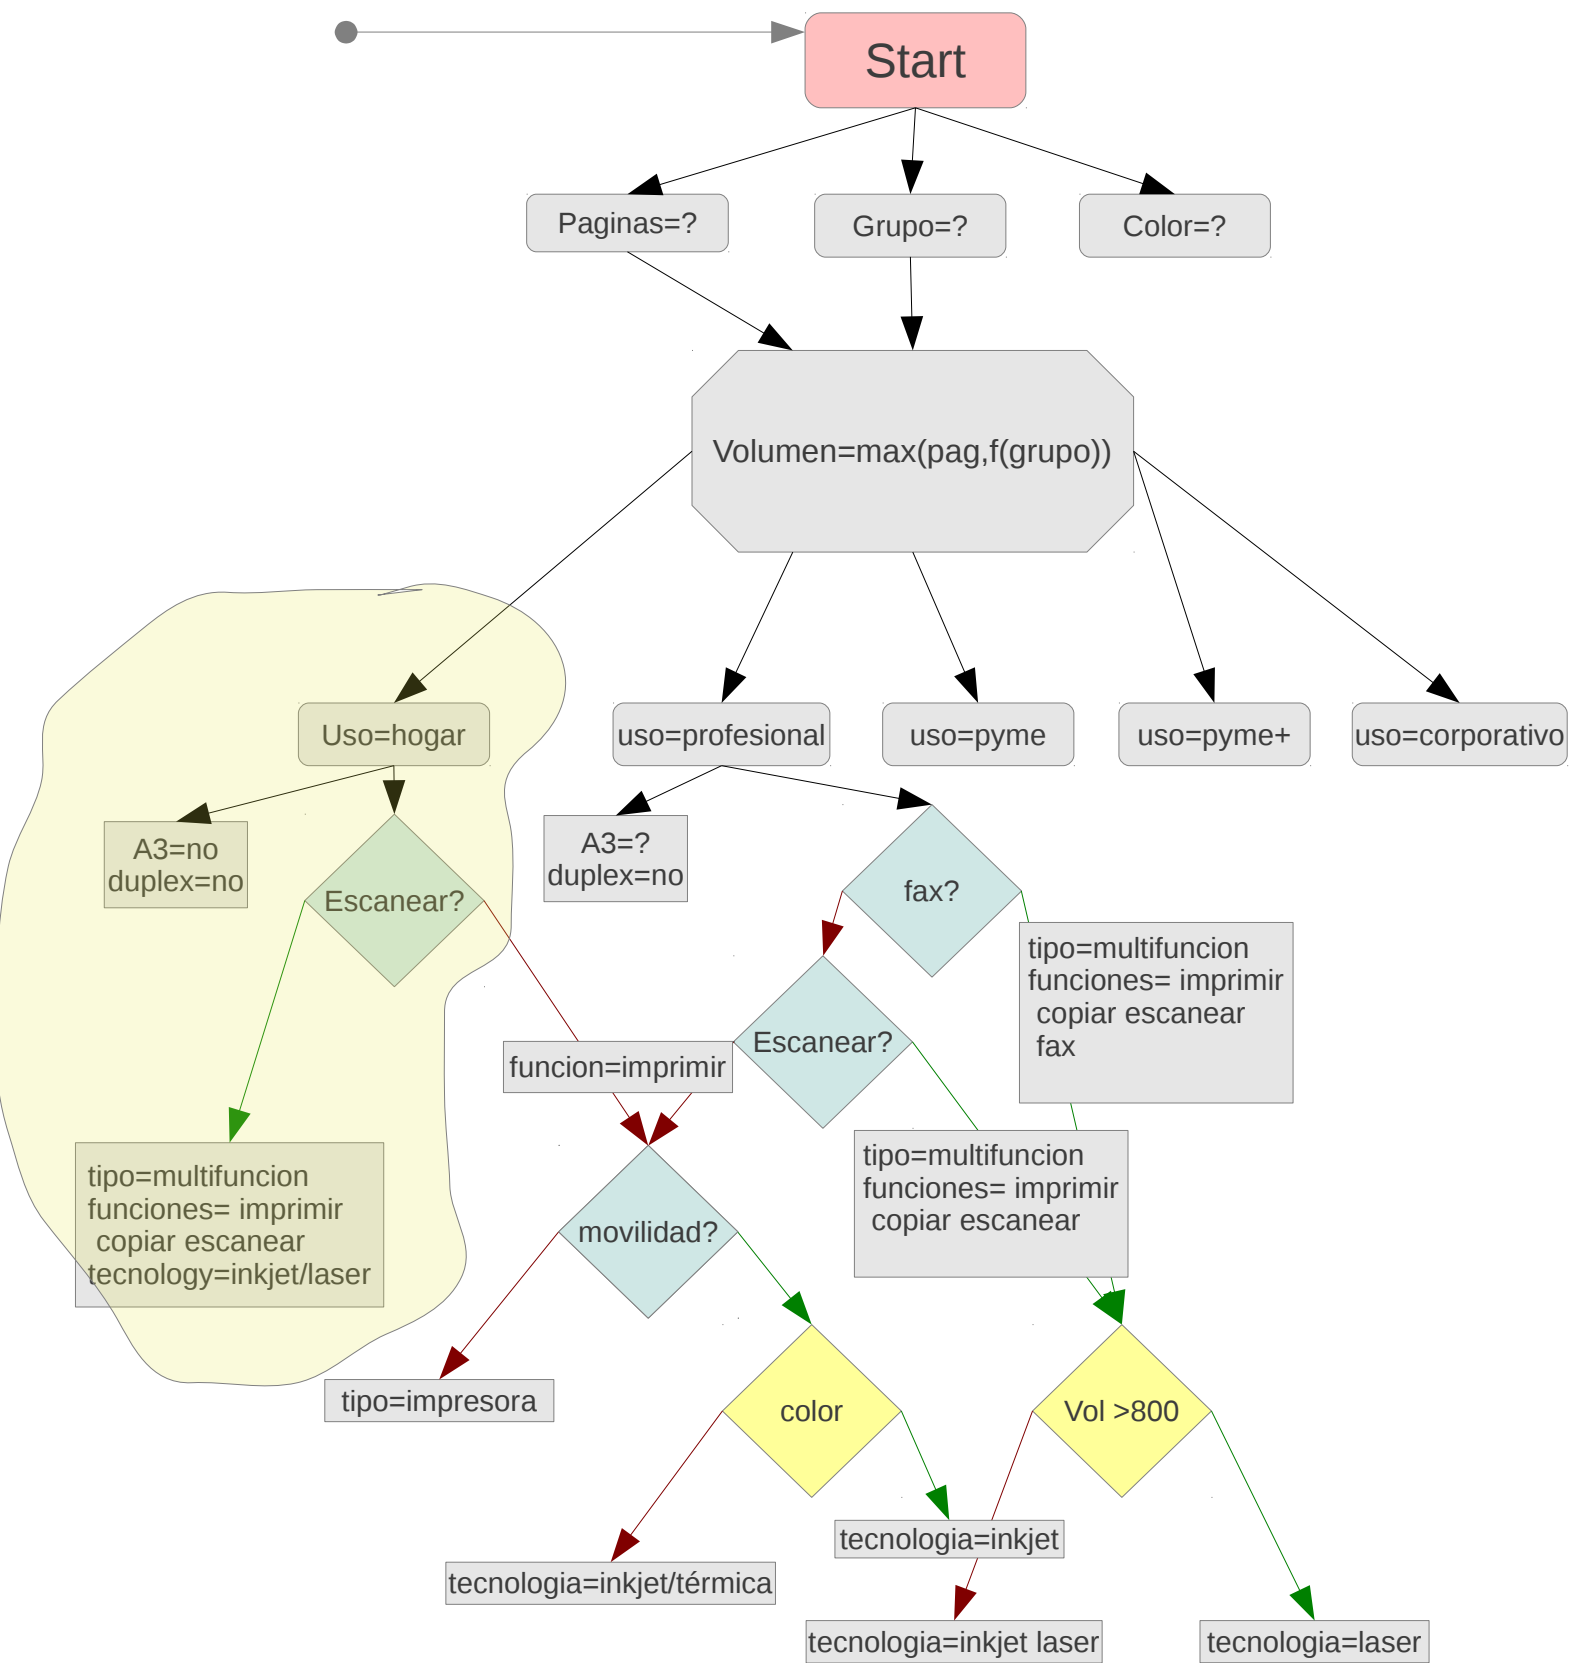 Start
Paginas=?
Grupo=?
Color=?
Volumen=max(pag,f(grupo))
Uso=hogar
uso=profesional
uso=pyme
uso=pyme+
uso=corporativo
A3=no
duplex=no
Escanear?
A3=?
duplex=no
fax?
tipo=multifuncion
funciones= imprimir
copiar escanear
fax
funcion=imprimir
Escanear?
tipo=multifuncion
funciones= imprimir
copiar escanear
tecnology=inkjet/laser
movilidad?
tipo=multifuncion
funciones= imprimir
copiar escanear
tipo=impresora
color
Vol >800
tecnologia=inkjet
tecnologia=inkjet/térmica
tecnologia=inkjet laser
tecnologia=laser